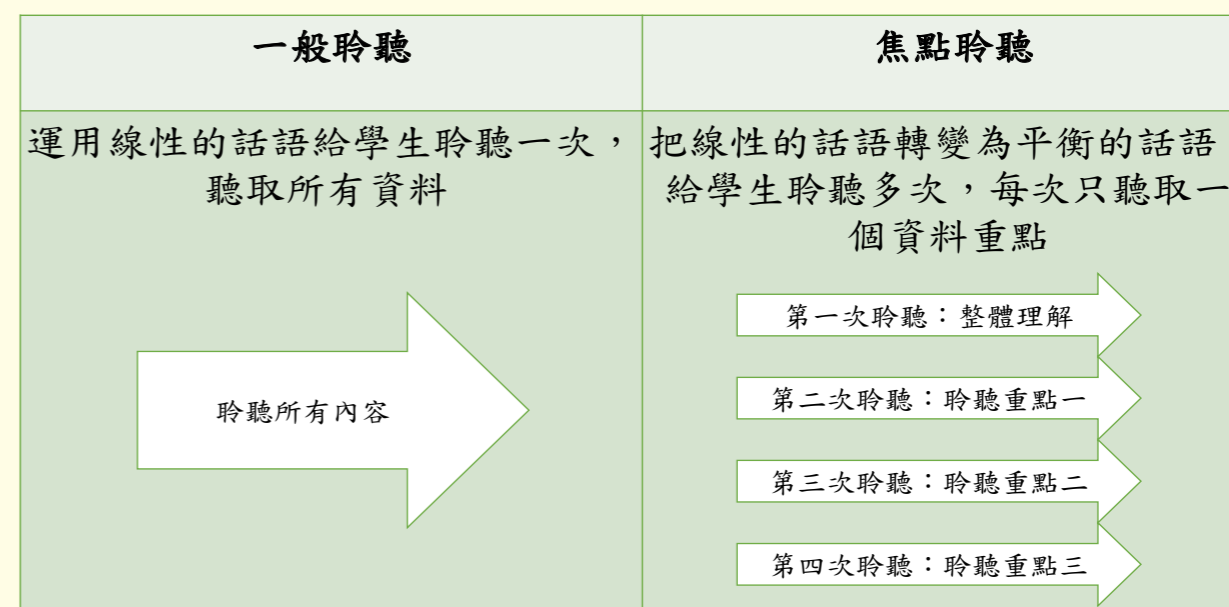 一般聆聽
焦點聆聽
運用線性的話語給學生聆聽一次，
聽取所有資料
聆聽所有內容
把線性的話語轉變為平衡的話語
給學生聆聽多次，每次只聽取一
個資料重點
第一次聆聽：整體理解
第二次聆聽：聆聽重點一
第三次聆聽：聆聽重點二
第四次聆聽：聆聽重點三